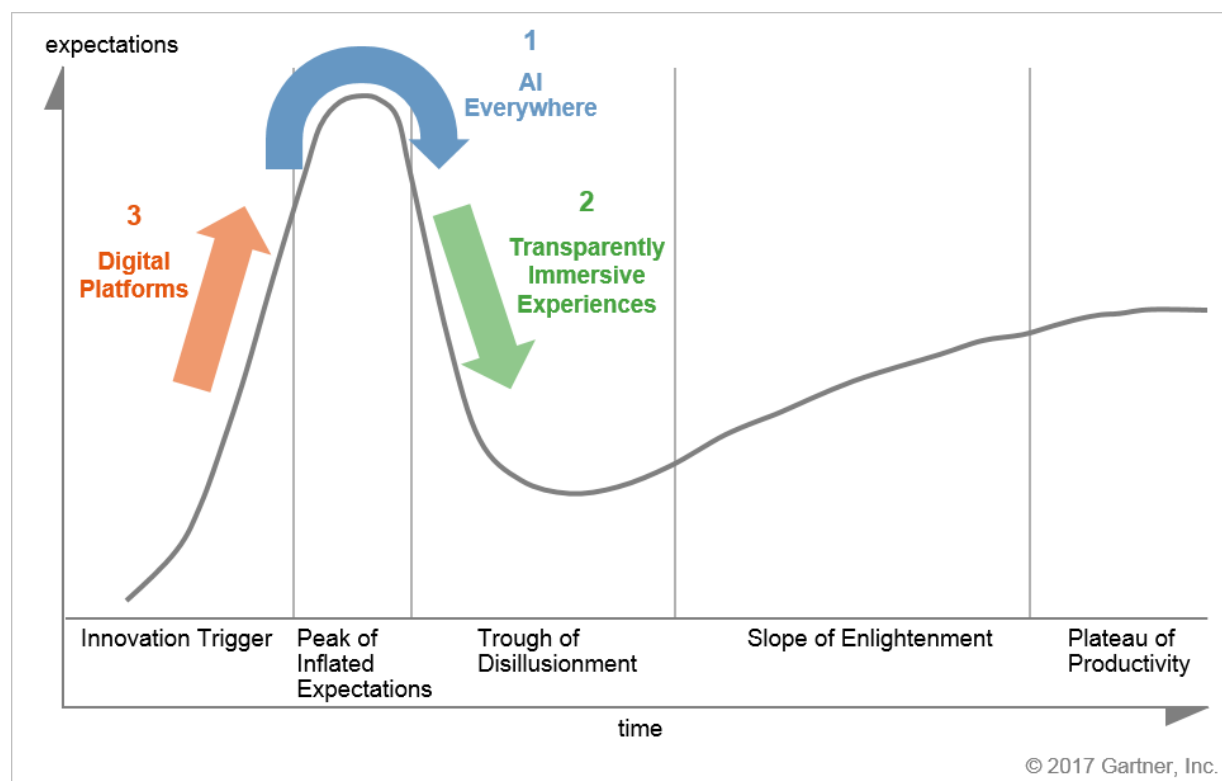 expectations
1
AI
Everywhere
3
Digital
Platforms
2
Transparently
Immersive
Experiences
Innovation Trigger
Peak of
Inflated
Expectations
Trough of
Disillusionment
Slope of Enlightenment
Plateau of
Productivity
time
© 2017 Gartner, Inc.